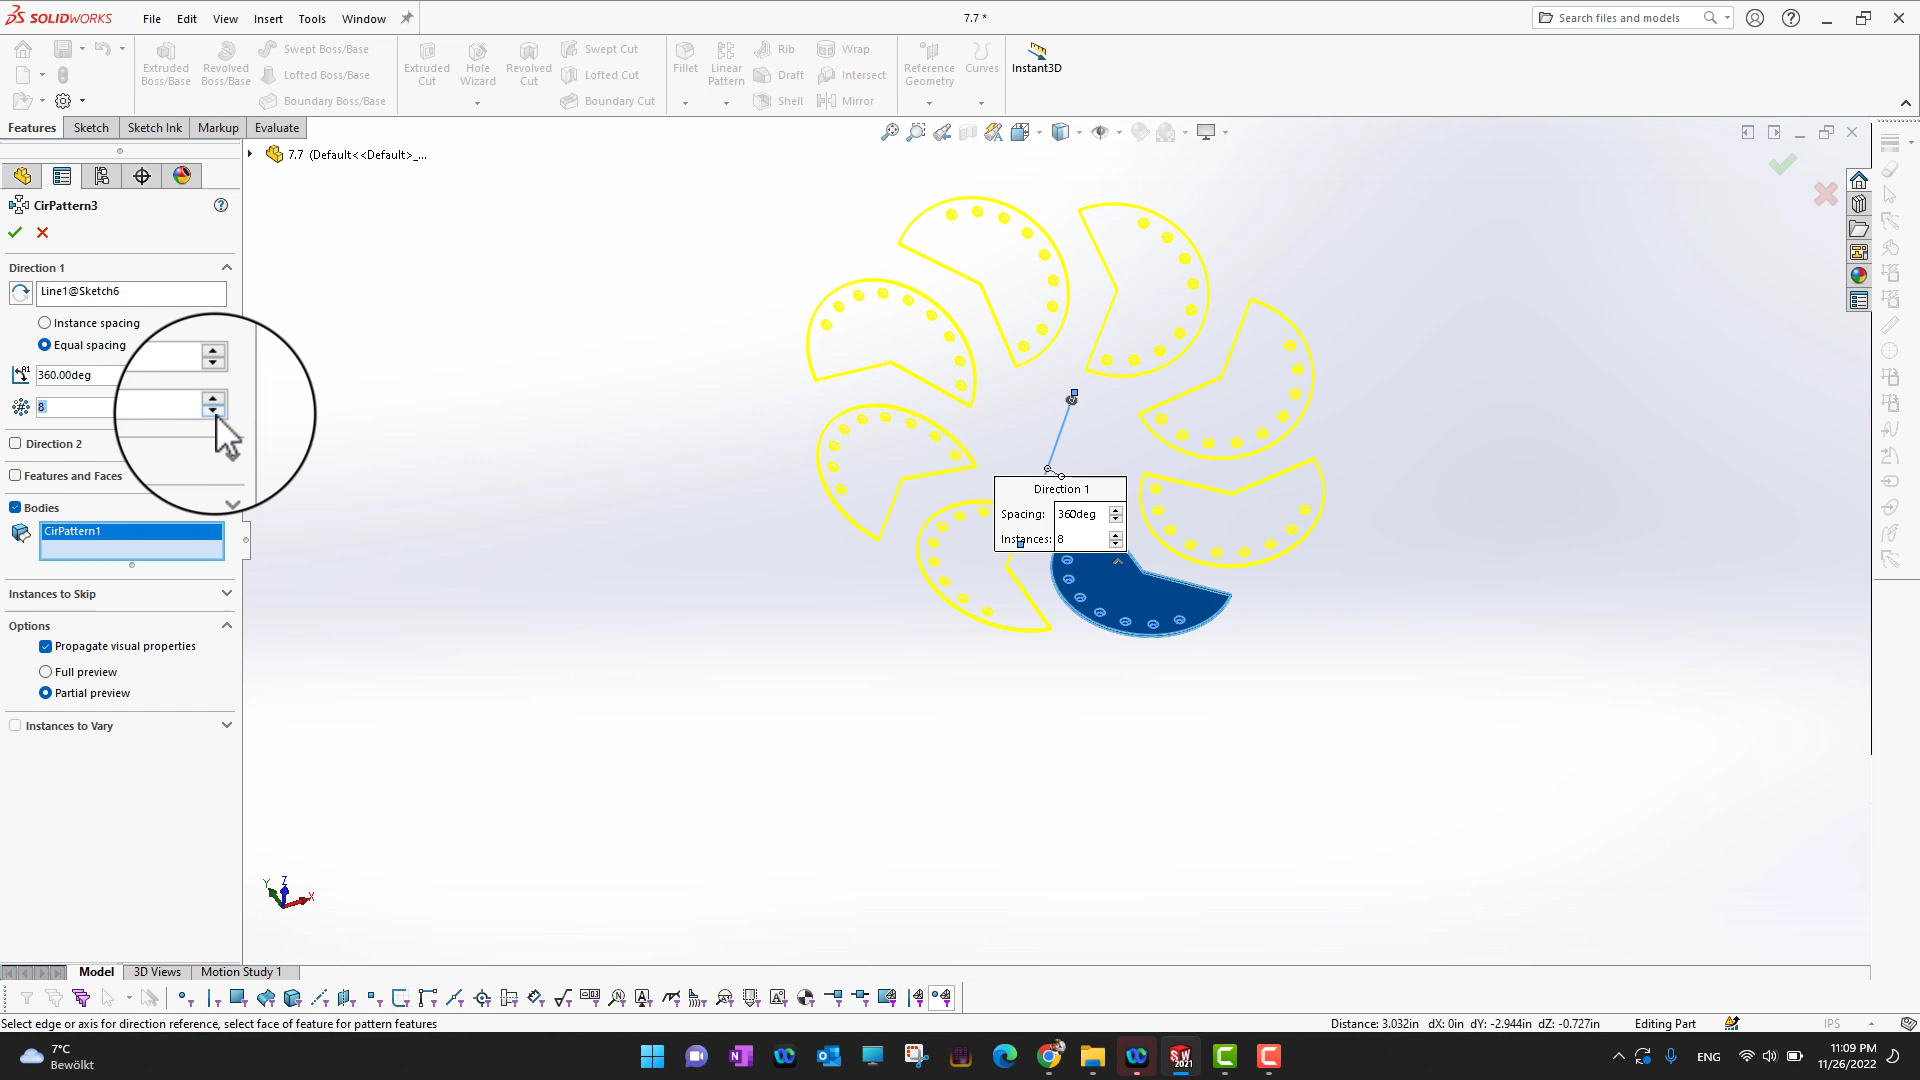 SOLIDWORKS
File Edit View Insert Tools Window
7.7 *
Search files and models
Extruded Boss/Base
Revolved Boss/Base
Swept Boss/Base
Lofted Boss/Base
Boundary Boss/Base
Extruded Cut
Hole Wizard
Revolved Cut
Swept Cut
Lofted Cut
Boundary Cut
Fillet
Linear Pattern
Rib
Draft
Shell
Wrap
Intersect
Mirror
Reference Geometry
Curves
Instant3D
Features Sketch Sketch Ink Markup Evaluate
7.7 (Default<<Default>_...
CirPattern3
Direction 1
Line1@Sketch6
Instance spacing
Equal spacing
360.00deg
8
Direction 2
Features and Faces
Bodies
CirPattern1
Instances to Skip
Options
Propagate visual properties
Full preview
Partial preview
Instances to Vary
Direction 1
Spacing: 360deg
Instances: 8
Y Z X
Model 3D Views Motion Study 1
Select edge or axis for direction reference, select face of feature for pattern features
Distance: 3.032in dX: 0in dY: -2.944in dZ: -0.727in
Editing Part
IPS
7°C
Bewölkt
SW
2021
ENG
11:09 PM
11/26/2022